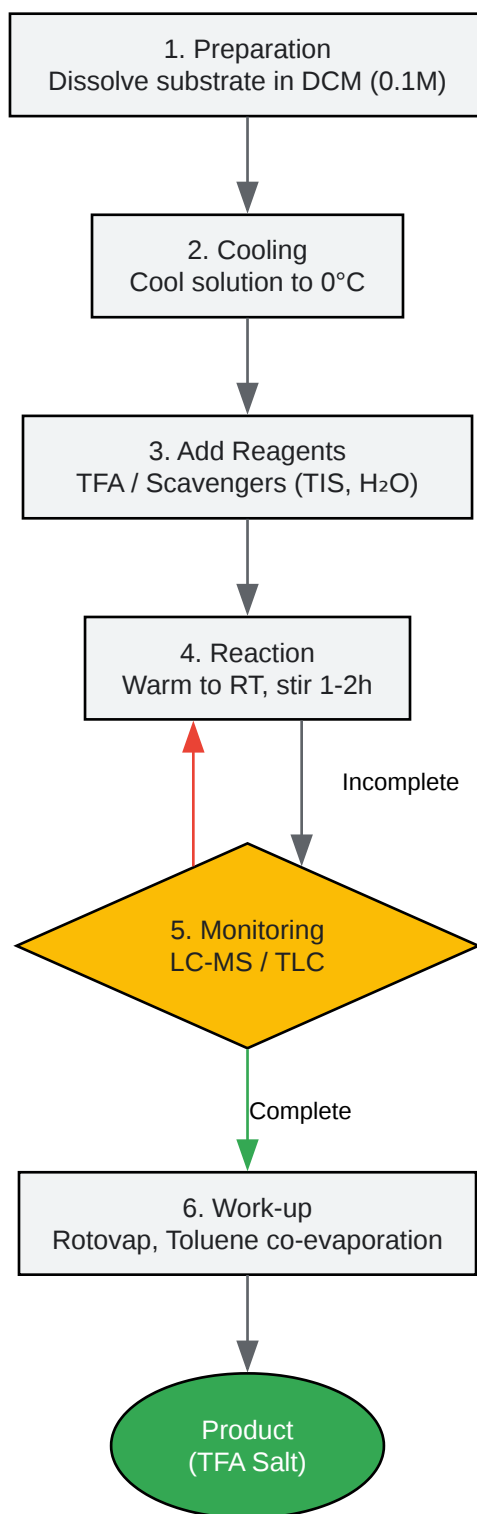 1. Preparation
Dissolve substrate in DCM (0.1M)
2. Cooling
Cool solution to 0°C
3. Add Reagents
TFA / Scavengers (TIS, H₂O)
4. Reaction
Warm to RT, stir 1-2h
Incomplete
5. Monitoring
LC-MS / TLC
Complete
6. Work-up
Rotovap, Toluene co-evaporation
Product
(TFA Salt)